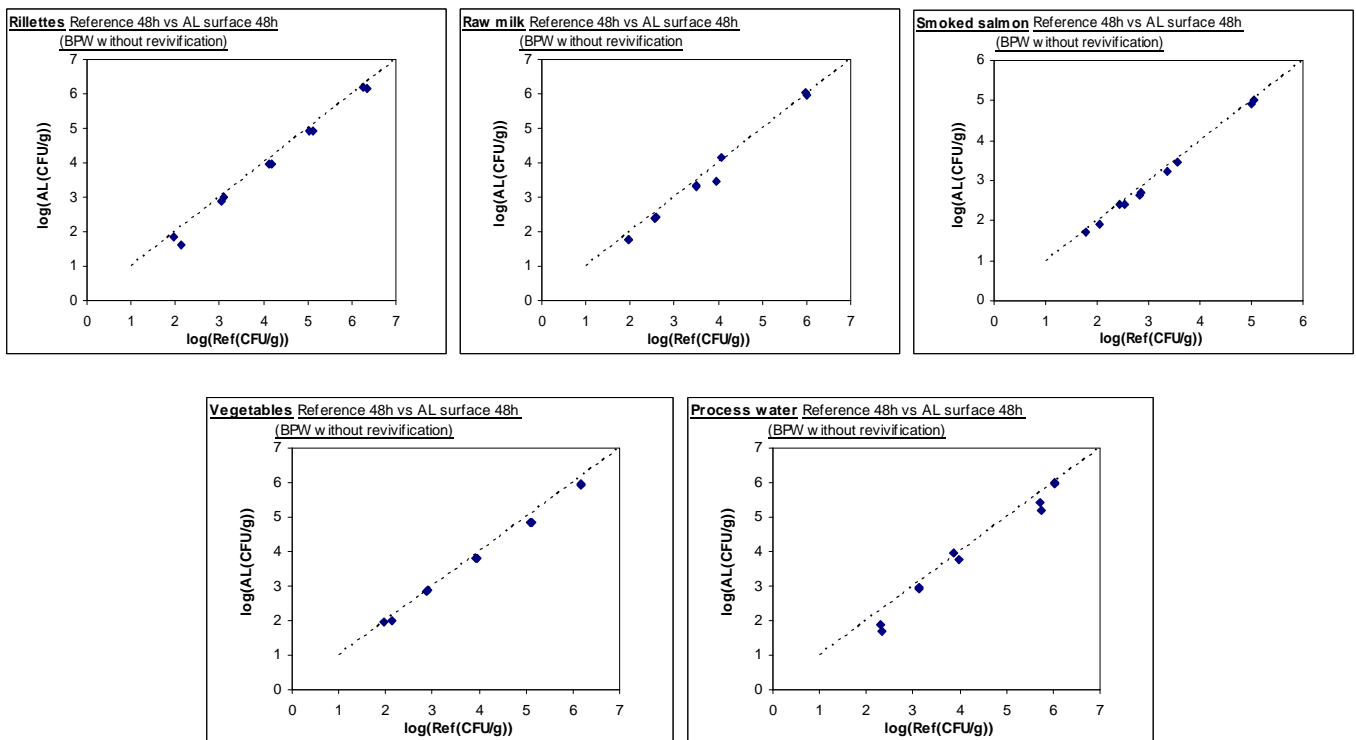 Rillettes Reference 48h vs AL surface 48h
(BPW without revivification)
7
6
5
4
3
2
1
0
log(AL(CFU/g))
0 1 2 3 4 5 6 7
log(Ref(CFU/g))
Raw milk Reference 48h vs AL surface 48h
(BPW without revivification
7
6
5
4
3
2
1
0
log(AL(CFU/g))
0 1 2 3 4 5 6 7
log(Ref(CFU/g))
Smoked salmon Reference 48h vs AL surface 48h
(BPW without revivification)
6
5
4
3
2
1
0
log(AL(CFU/g))
0 1 2 3 4 5 6
log(Ref(CFU/g))
Vegetables Reference 48h vs AL surface 48h
(BPW without revivification)
7
6
5
4
3
2
1
0
log(AL(CFU/g))
0 1 2 3 4 5 6 7
log(Ref(CFU/g))
Process water Reference 48h vs AL surface 48h
(BPW without revivification)
7
6
5
4
3
2
1
0
log(AL(CFU/g))
0 1 2 3 4 5 6 7
log(Ref(CFU/g))